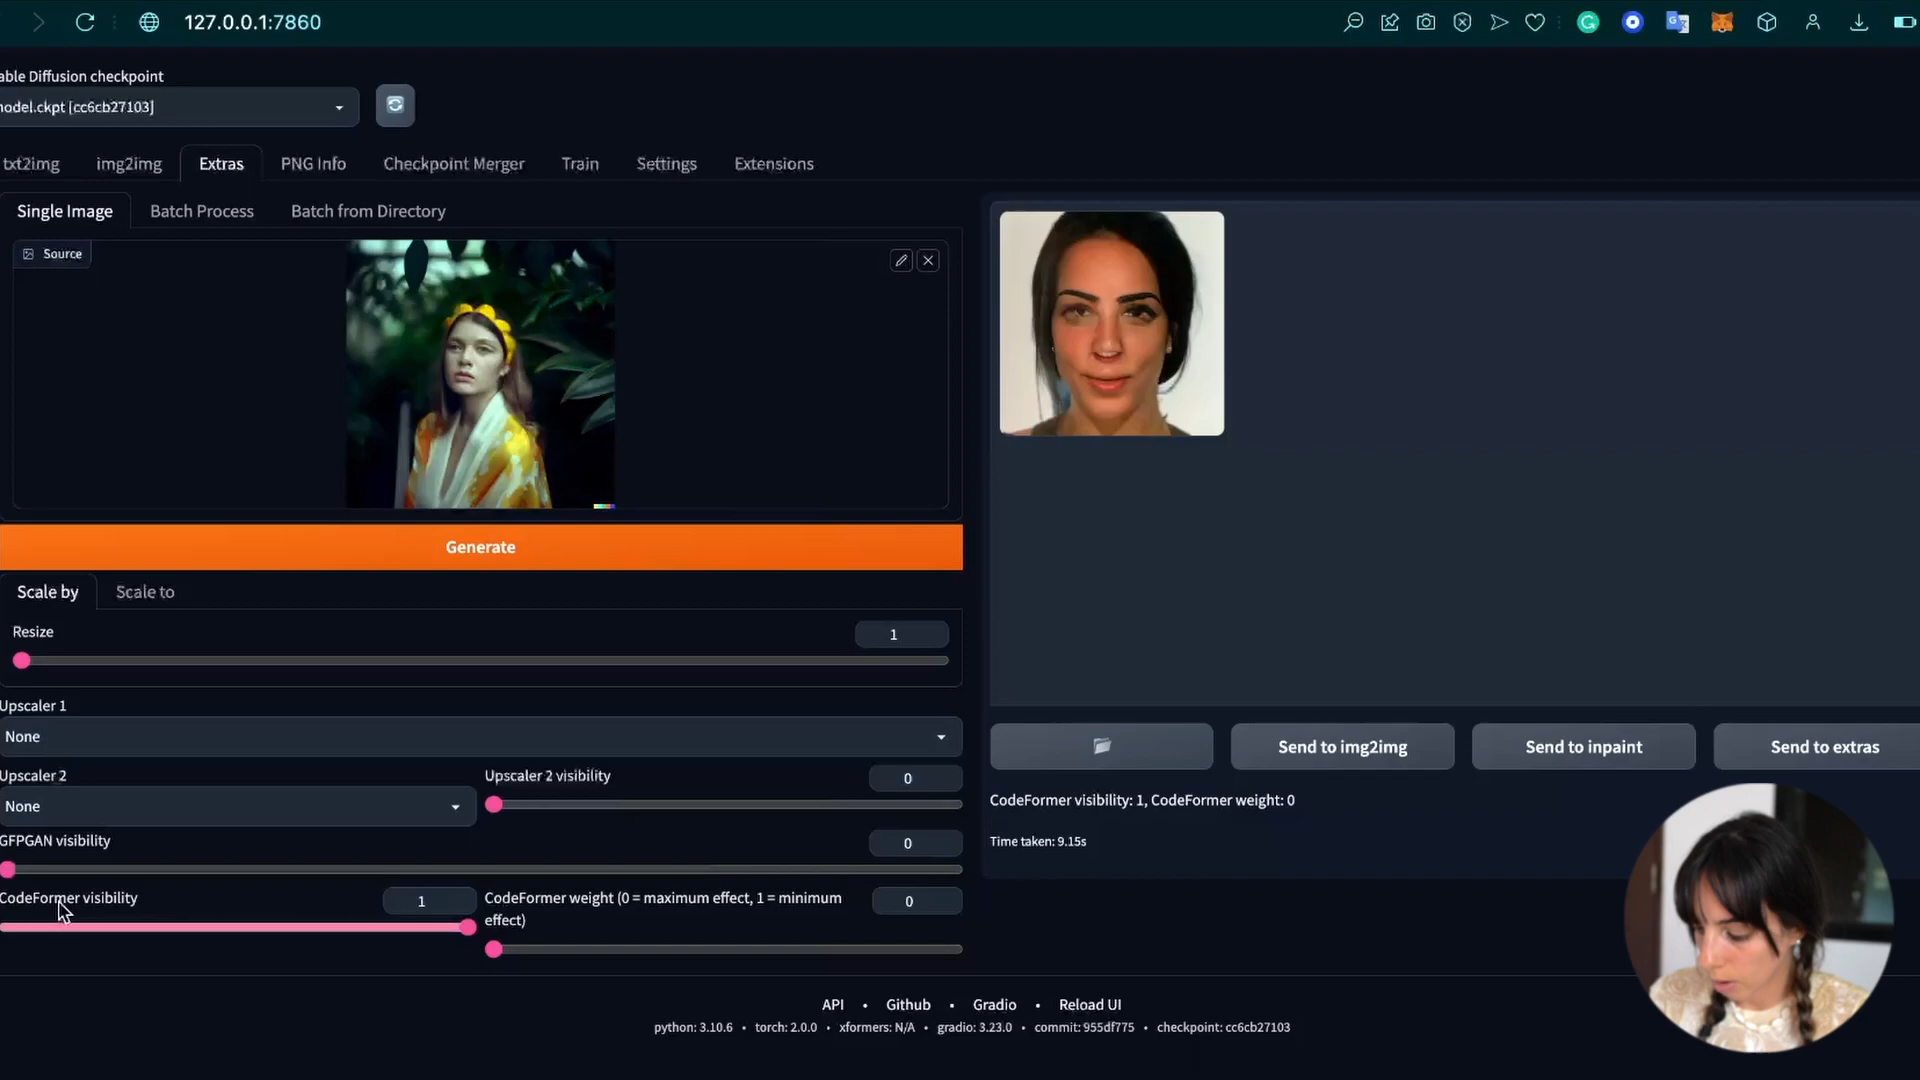 127.0.0.1:7860
able Diffusion checkpoint
nodel.ckpt [cc6cb27103]
txt2img img2img Extras PNG Info Checkpoint Merger Train Settings Extensions
Single Image Batch Process Batch from Directory
Source
Generate
Scale by Scale to
Resize 1
Upscaler 1
None
Upscaler 2 Upscaler 2 visibility 0
None
GFPGAN visibility 0
CodeFormer visibility 1 CodeFormer weight (0 = maximum effect, 1 = minimum
effect) 0
Send to img2img Send to inpaint Send to extras
CodeFormer visibility: 1, CodeFormer weight: 0
Time taken: 9.15s
API • Github • Gradio • Reload UI
python: 3.10.6 • torch: 2.0.0 • xformers: N/A • gradio: 3.23.0 • commit: 955df775 • checkpoint: cc6cb27103